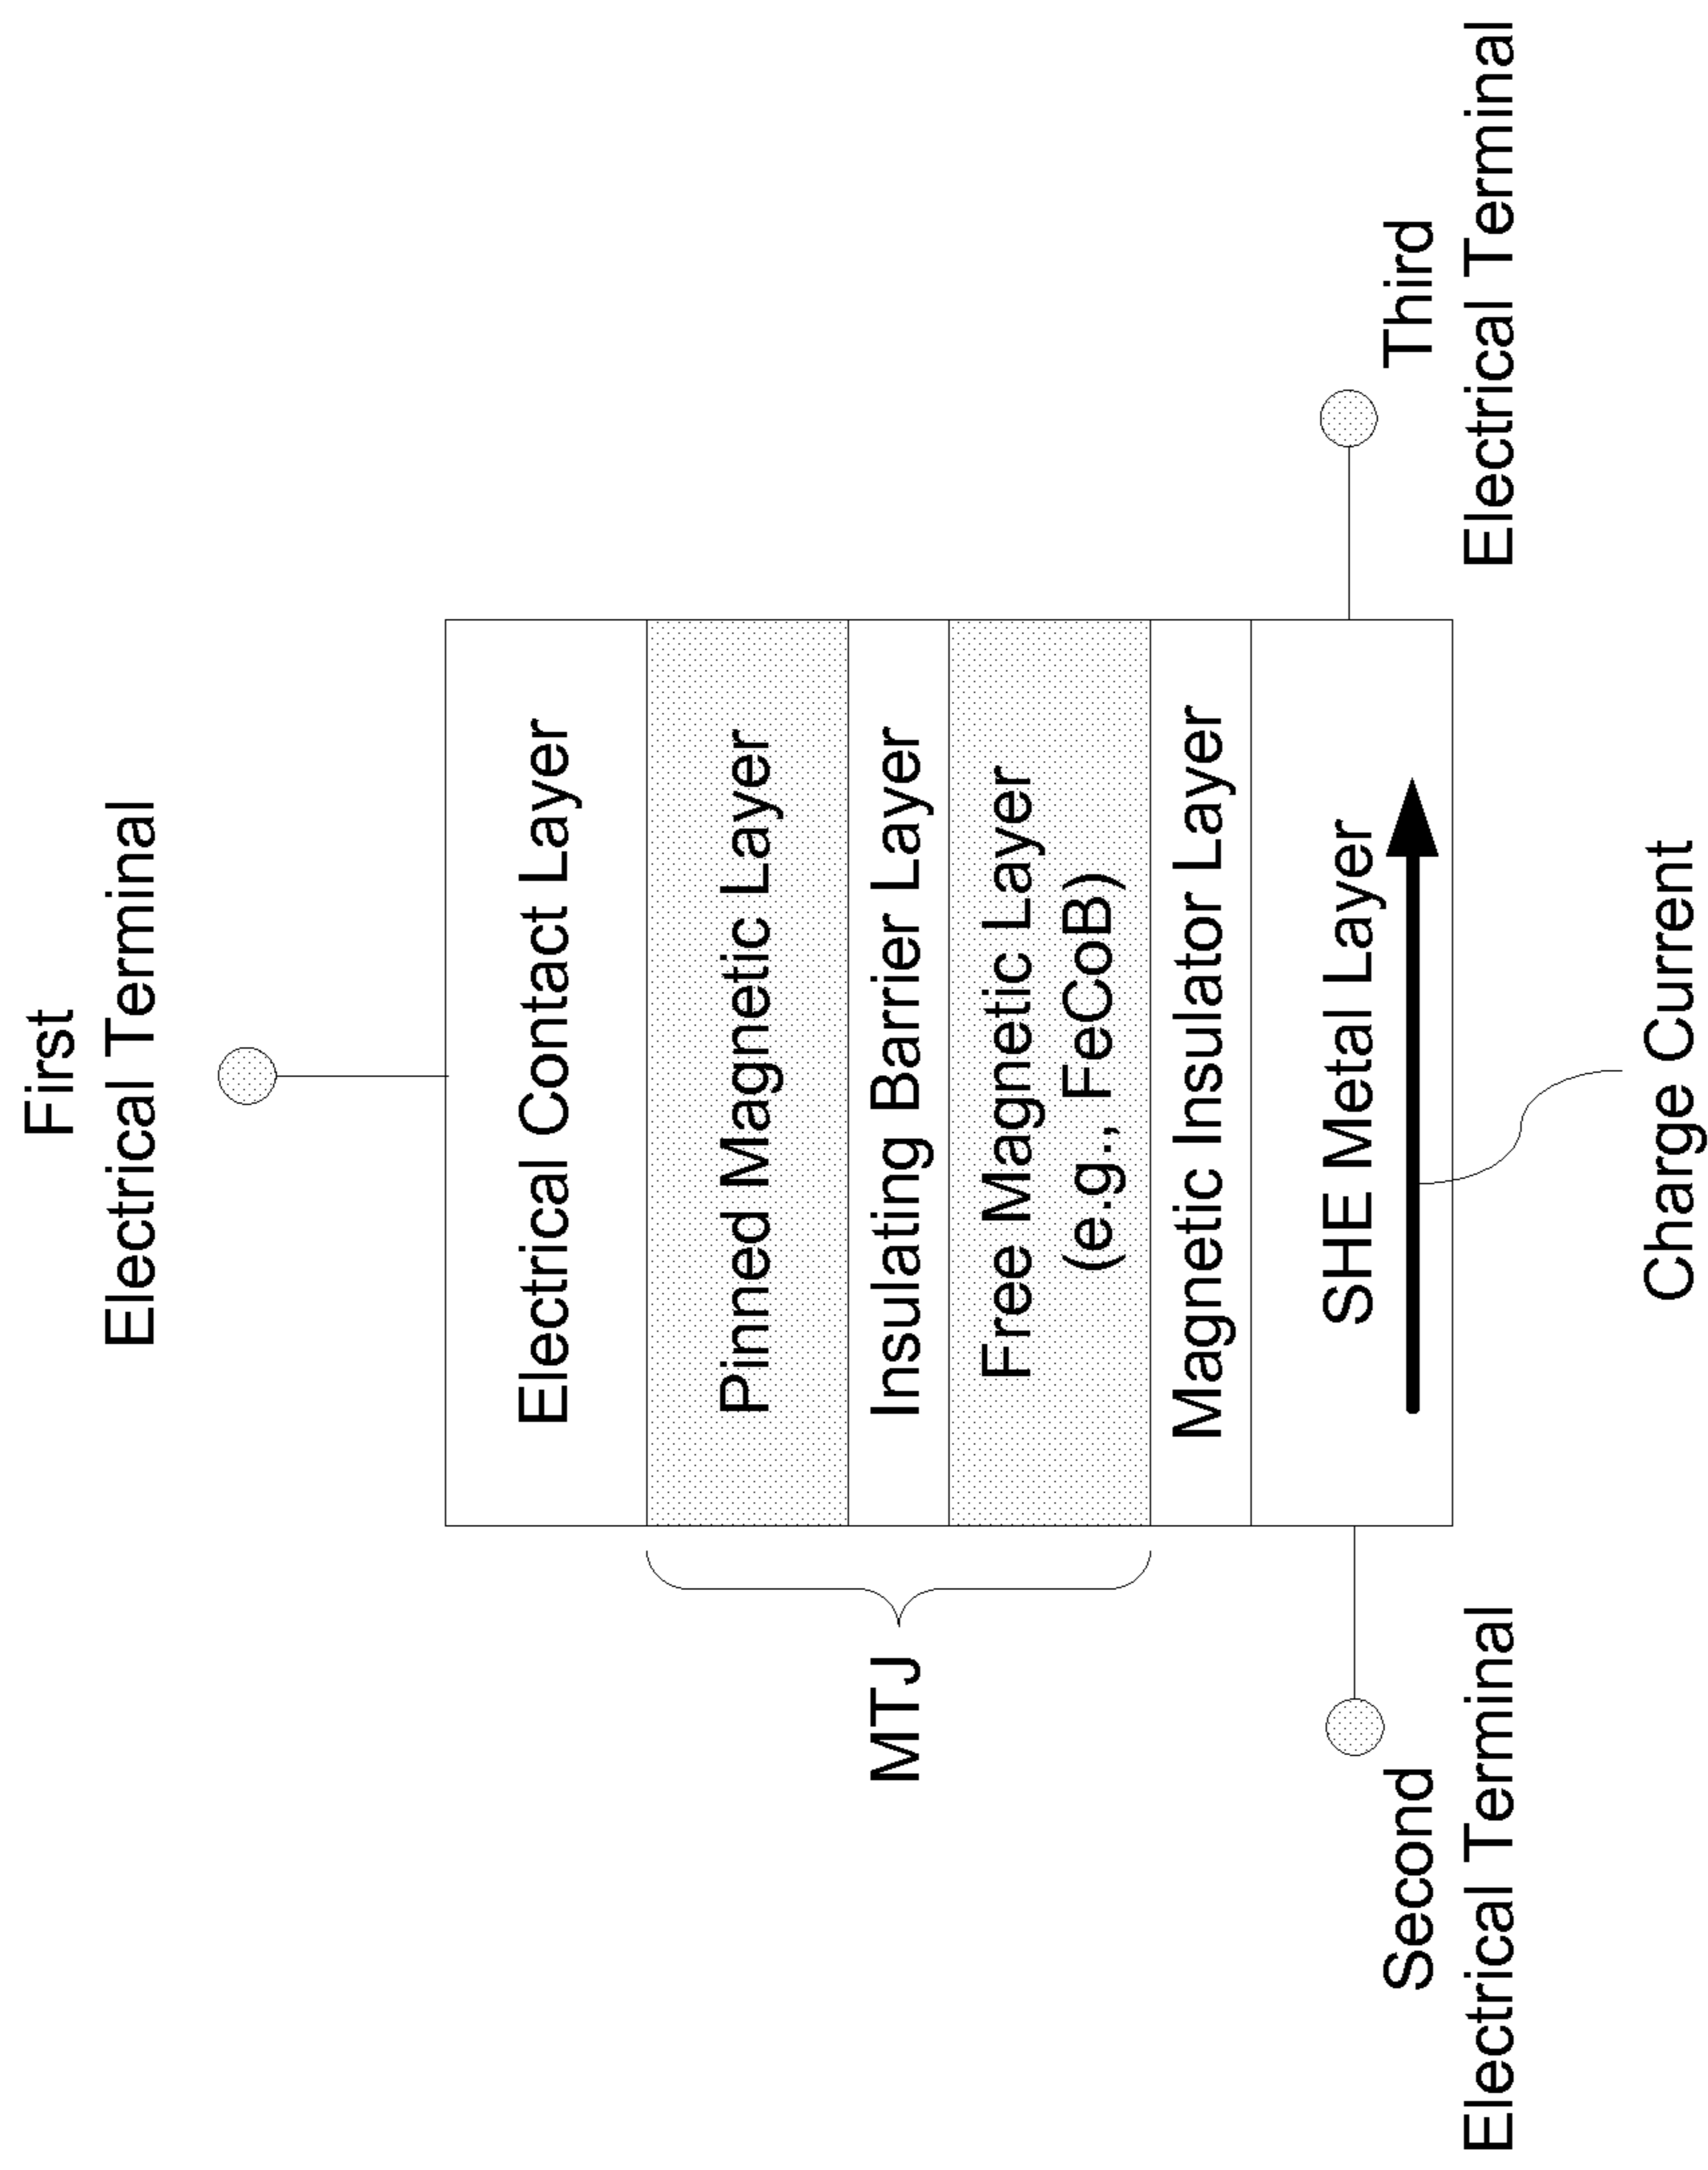 First
Electrical Terminal
Electrical Contact Layer
Pinned Magnetic Layer
Insulating Barrier Layer
Free Magnetic Layer
(e.g., FeCoB)
Magnetic Insulator Layer
SHE Metal Layer
MTJ
Second
Electrical Terminal
Third
Electrical Terminal
Charge Current